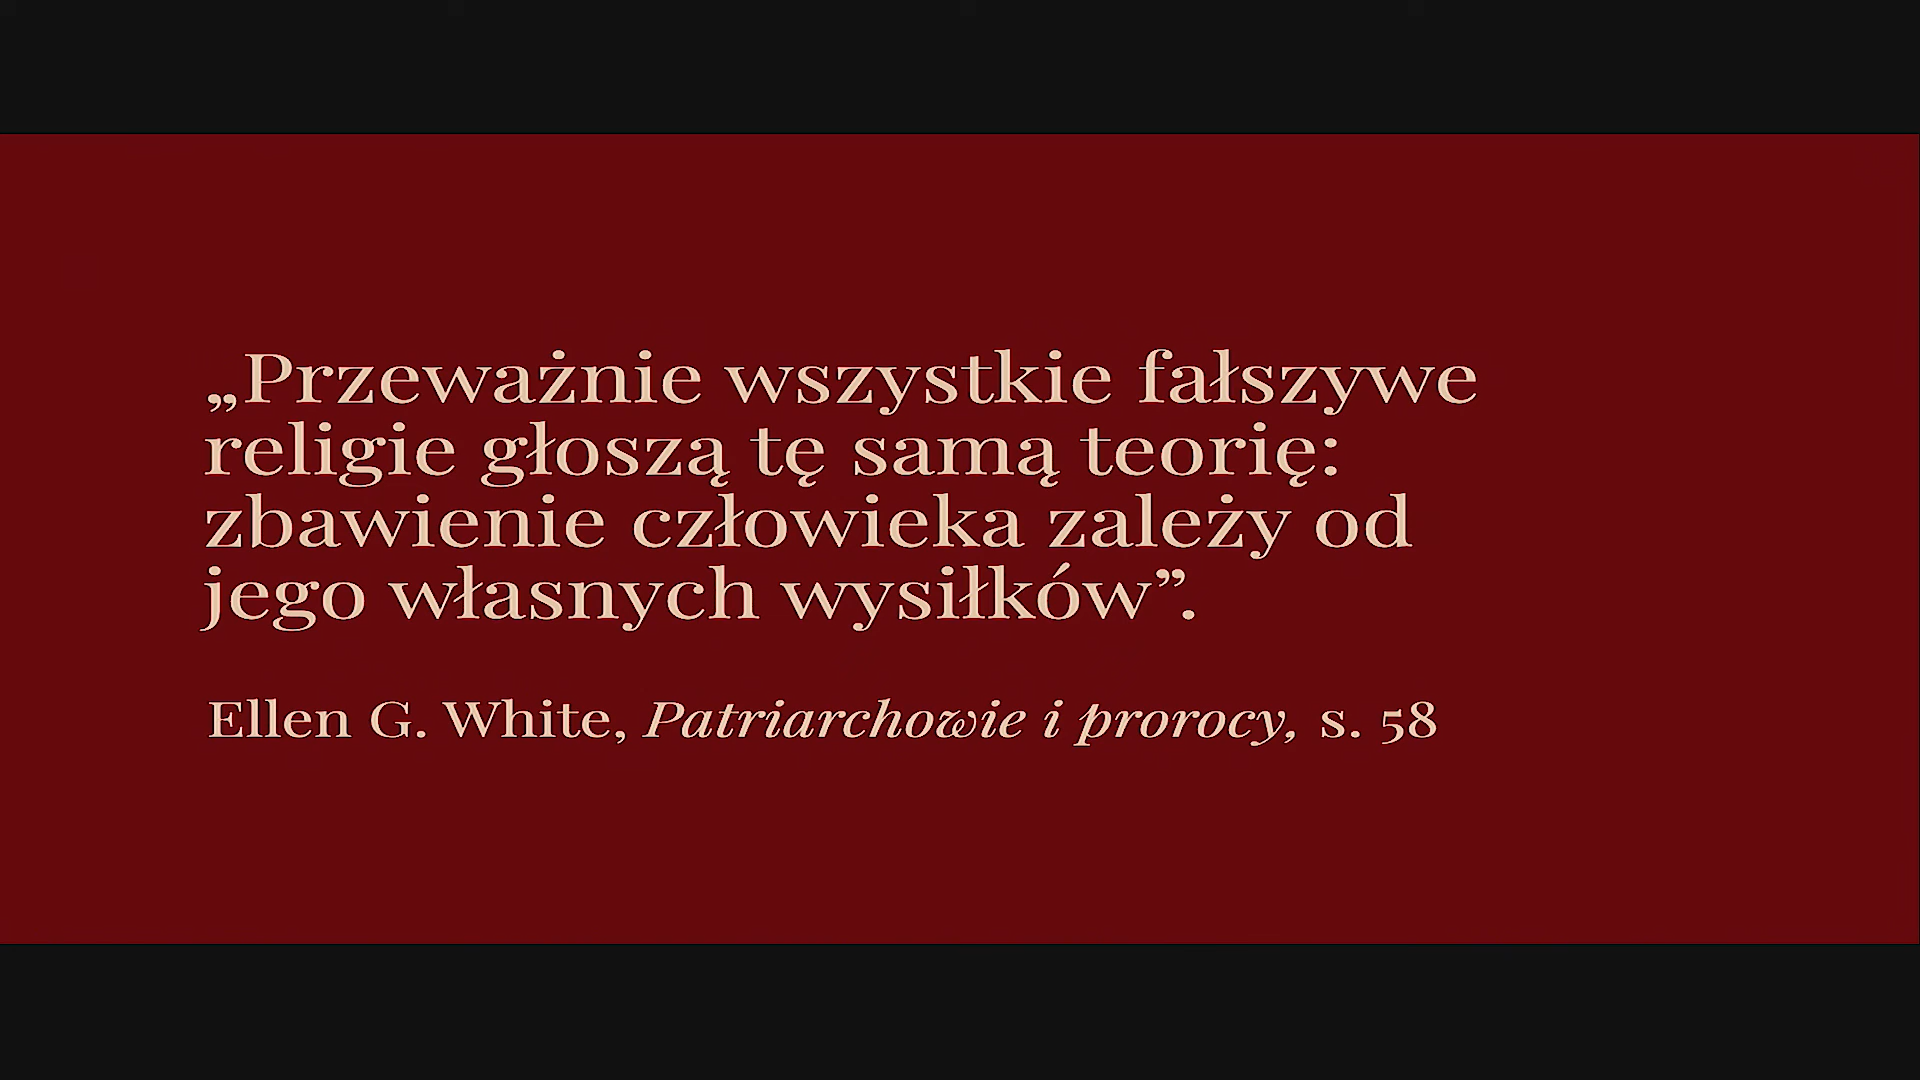 „Przeważnie wszystkie fałszywe
religie głoszą tę samą teorię:
zbawienie człowieka zależy od
jego własnych wysiłków”.
Ellen G. White, Patriarchowie i prorocy, s. 58